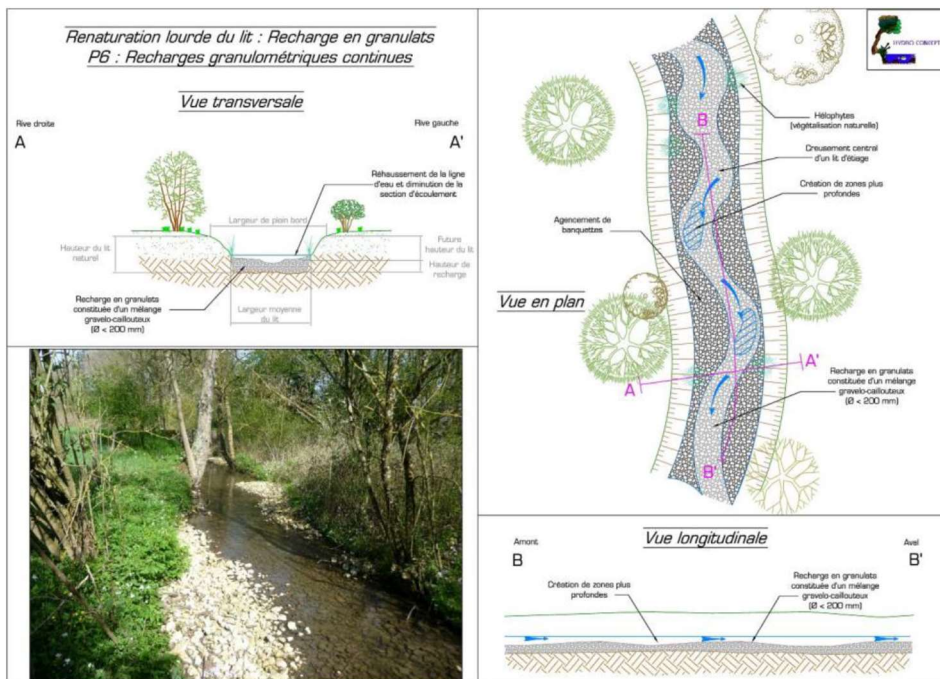 Renaturation lourde du lit : Recharge en granulats
P6 : Recharges granulométriques continues
Vue transversale
Rive droite
A
Rive gauche
A'
Réhaussement de la ligne
d'eau et diminution de la
section d'écoulement
Largeur de plein bord
Hauteur du lit
naturel
Future
hauteur du lit
Hauteur de
recharge
Recharge en granulats
constituée d'un mélange
gravelo-caillouteux
(Ø < 200 mm)
Largeur moyenne
du lit
HYDRO CONCEPT
B
Hélophytes
(végétalisation naturelle)
Creusement central
d'un lit d'étiage
Création de zones plus
profondes
Agencement de
banquettes
Vue en plan
A
A'
Recharge en granulats
constituée d'un mélange
gravelo-caillouteux
(Ø < 200 mm)
B'
Vue longitudinale
Amont
B
Aval
B'
Création de zones plus
profondes
Recharge en granulats
constituée d'un mélange
gravelo-caillouteux
(Ø < 200 mm)